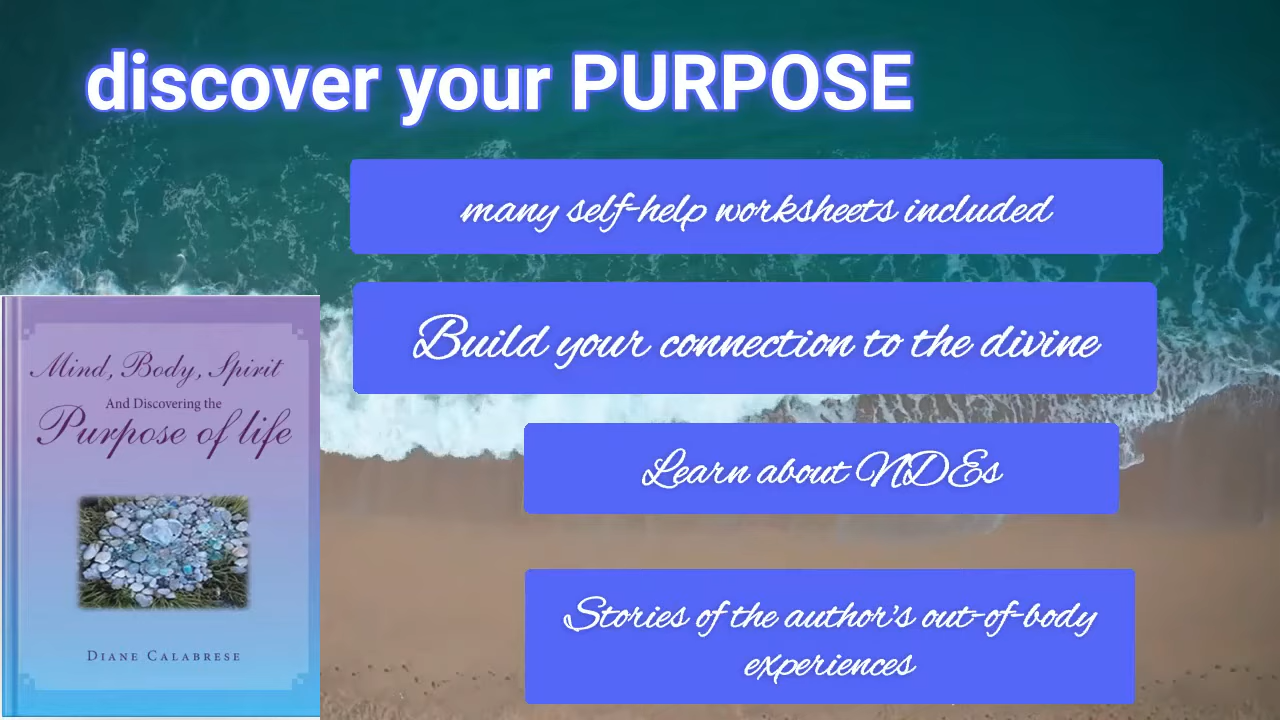 discover your PURPOSE
many self-help worksheets included
Build your connection to the divine
Learn about NDEs
Stories of the author's out-of-body
experiences
Mind, Body, Spirit
And Discovering the
Purpose of life
DIANE CALABRESE